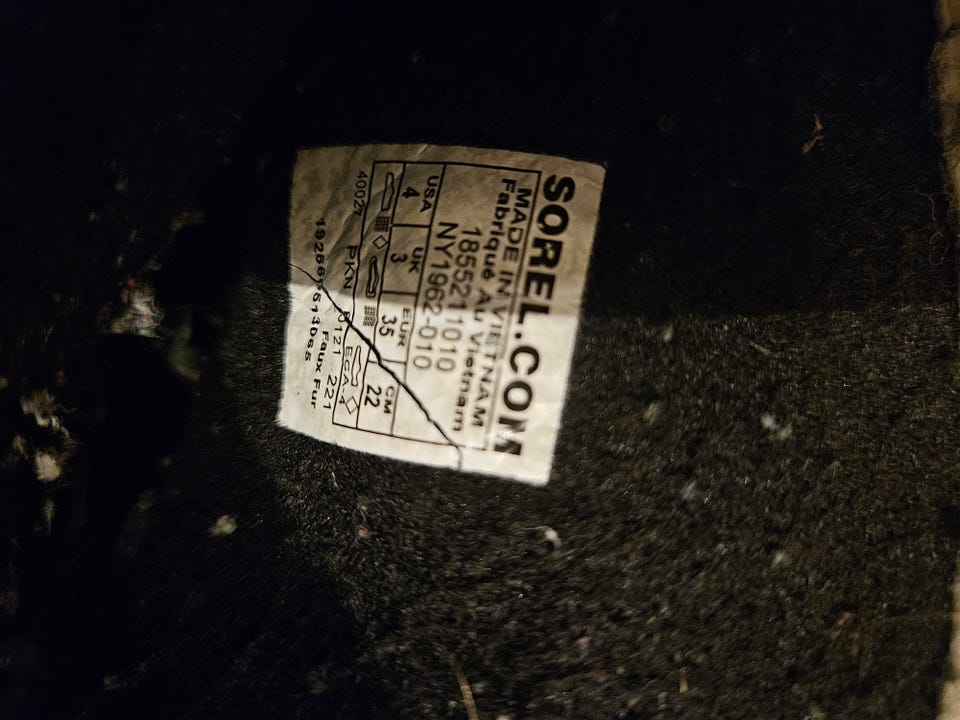 SOREL.COM
MADE IN VIETNAM
Fabriqué Au Vietnam
1855211010
NY1962-010
USA UK EUR CM
4 3 35 22
40027 PKN 0121 221
Faux Fur